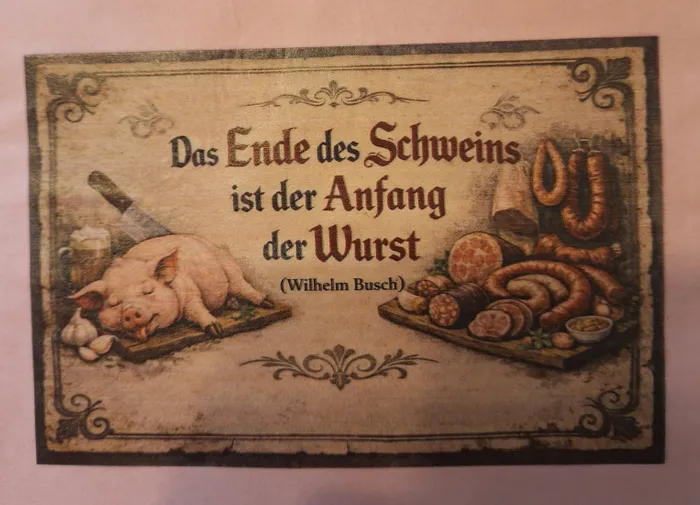 Das Ende des Schweins
ist der Anfang
der Wurst
(Wilhelm Busch)